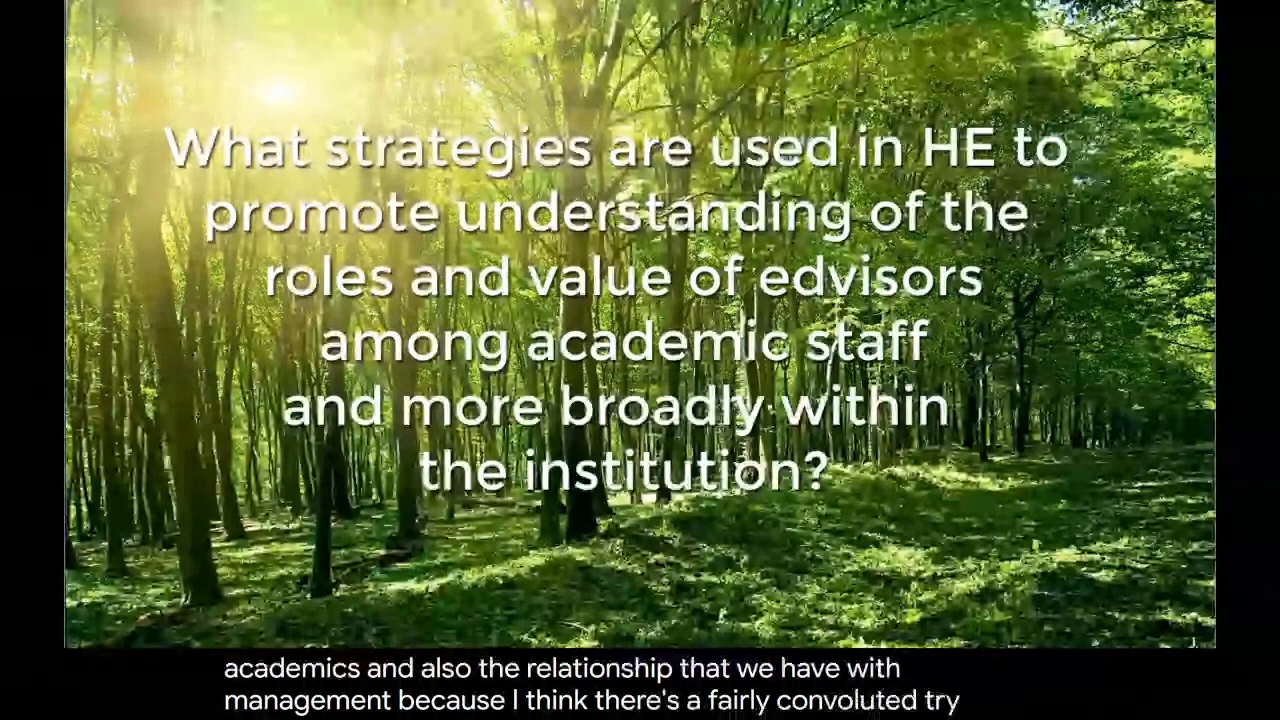 What strategies are used in HE to
promote understanding of the
roles and value of edvisors
among academic staff
and more broadly within
the institution?
academics and also the relationship that we have with
management because I think there's a fairly convoluted try